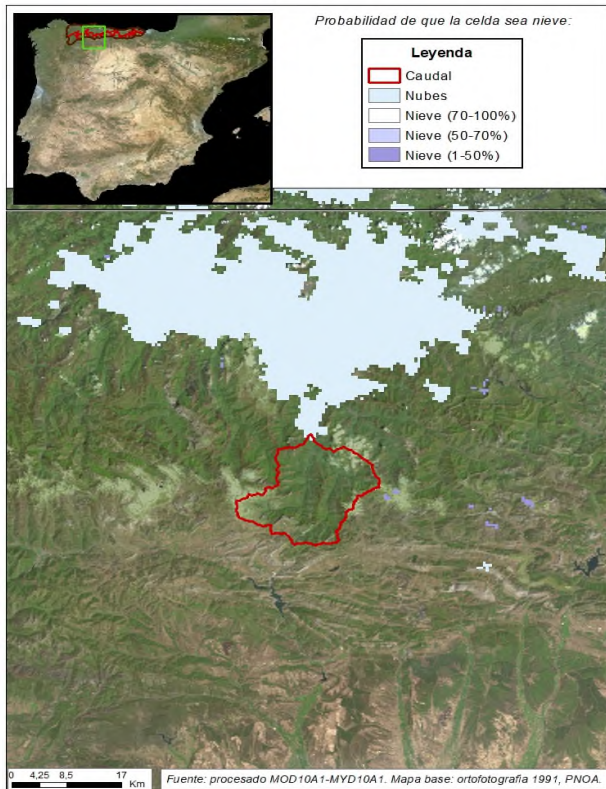 Probabilidad de que la celda sea nieve:
Leyenda
Caudal
Nubes
Nieve (70-100%)
Nieve (50-70%)
Nieve (1-50%)
0 4,25 8,5 17
Km
Fuente: procesado MOD10A1-MYD10A1. Mapa base: ortofotografia 1991, PNOA.